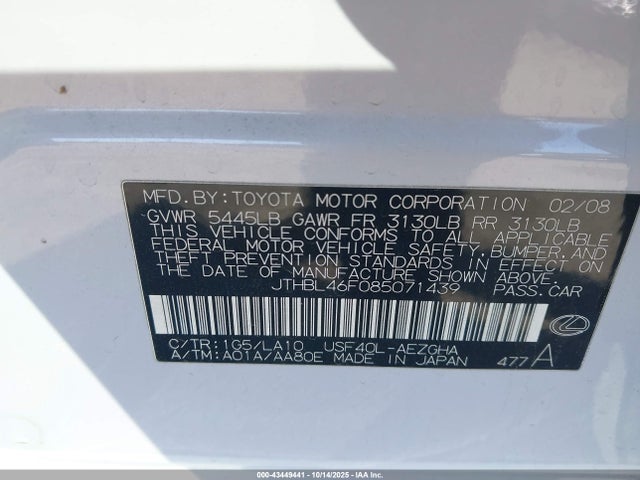 MFD.BY:TOYOTA MOTOR CORPORATION 02/08
GVWR 5445LB GAWR FR 3130LB RR 3130LB
THIS VEHICLE CONFORMS TO ALL APPLICABLE
FEDERAL MOTOR VEHICLE SAFETY, BUMPER, AND
THEFT PREVENTION STANDARDS IN EFFECT ON
THE DATE OF MANUFACTURE SHOWN ABOVE.
JTHBL46F085071439 PASS.CAR
C/TR:1G5/LA10 USF40L-AEZGHA
A/TM:A01A/AA80E MADE IN JAPAN 477A
000-43449441 - 10/14/2025 - IAA Inc.